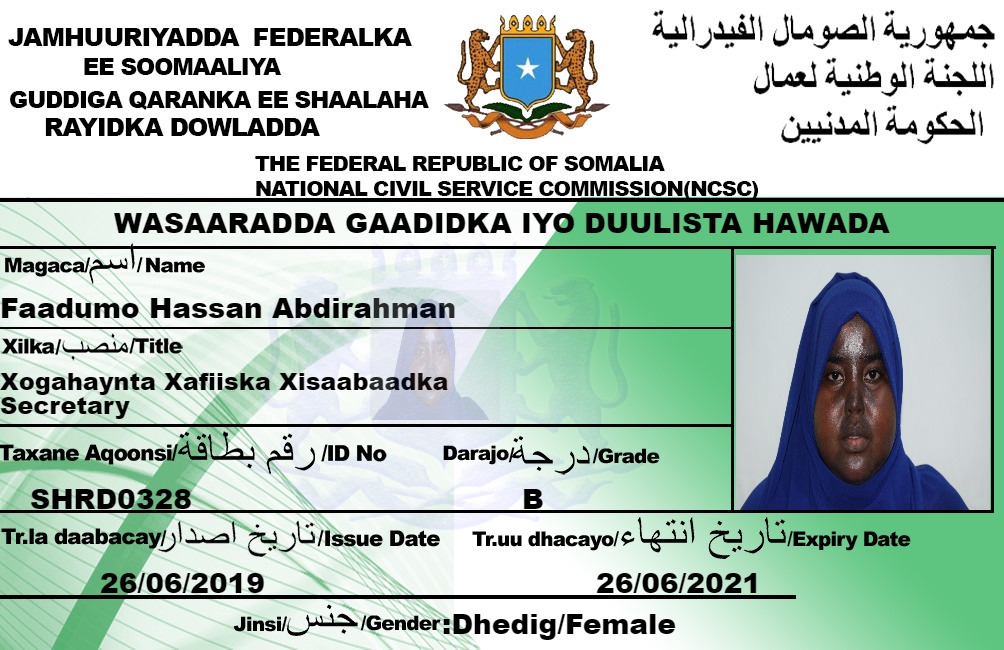 JAMHUURIYADDA FEDERALKA
EE SOOMAALIYA
GUDDIGA QARANKA EE SHAALAHA
RAYIDKA DOWLADDA
جمهورية الصومال الفيدرالية
اللجنة الوطنية لعمال
الحكومة المدنيين
THE FEDERAL REPUBLIC OF SOMALIA
NATIONAL CIVIL SERVICE COMMISSION(NCSC)
WASAARADDA GAADIDKA IYO DUULISTA HAWADA
Magaca/اسم/Name
Faadumo Hassan Abdirahman
Xilka/منصب/Title
Xogahaynta Xafiiska Xisaabaadka
Secretary
Taxane Aqoonsi/رقم بطاقة/ID No
Darajo/درجة/Grade
SHRD0328
B
Tr.la daabacay/تاريخ اصدار/Issue Date
Tr.uu dhacayo/تاريخ انتهاء/Expiry Date
26/06/2019
26/06/2021
Jinsi/جنس/Gender:Dhedig/Female